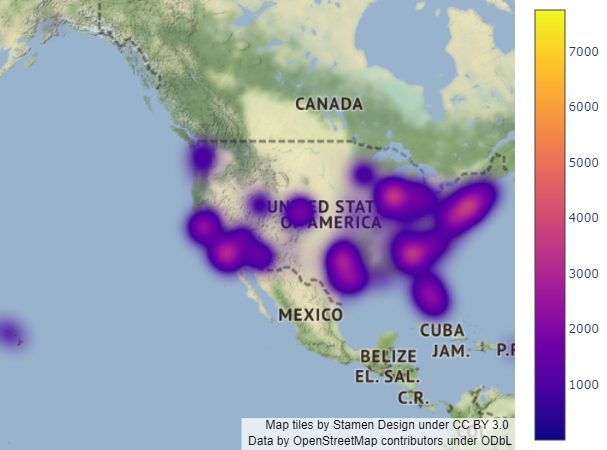 7000
6000
5000
4000
3000
2000
1000
CANADA
UNITED STAT
OF AMERICA
MEXICO
CUBA
JAM.
P.R
BELIZE
EL. SAL.
C.R.
Map tiles by Stamen Design under CC BY 3.0
Data by OpenStreetMap contributors under ODbL